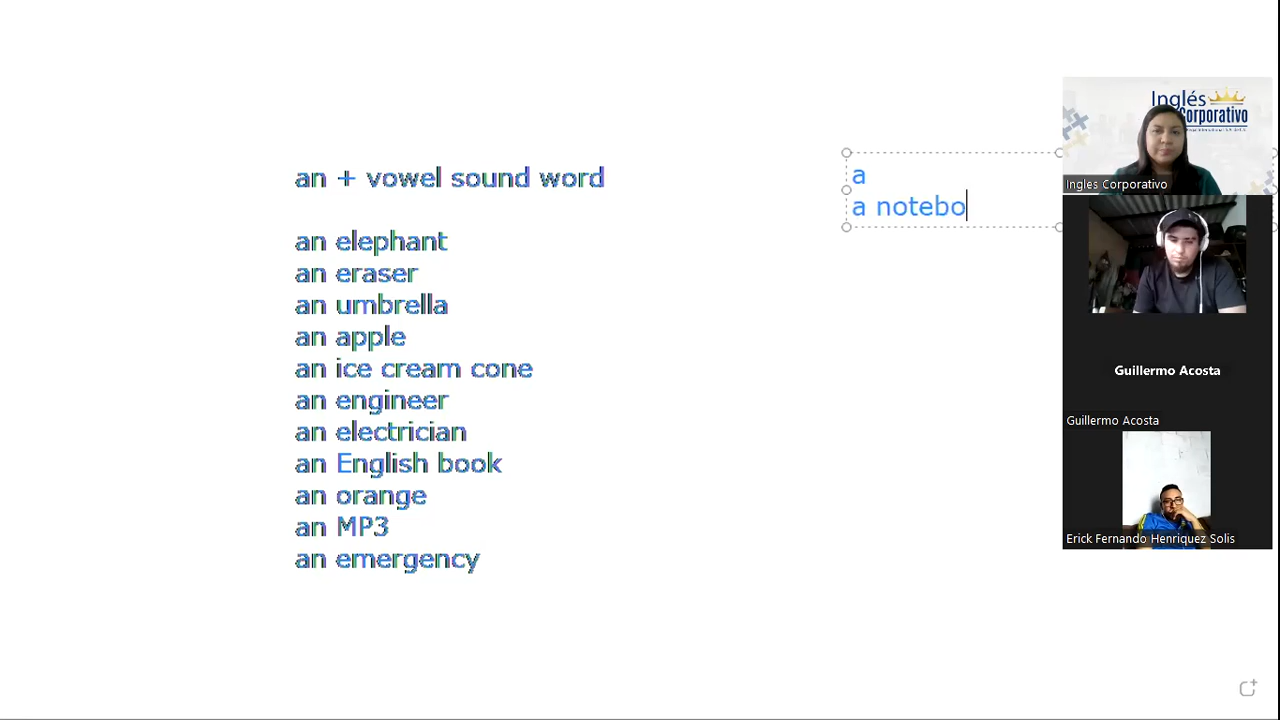 an + vowel sound word
an elephant
an eraser
an umbrella
an apple
an ice cream cone
an engineer
an electrician
an English book
an orange
an MP3
an emergency
a
a notebo
Inglés
Corporativo
Ingles Corporativo
Guillermo Acosta
Guillermo Acosta
Erick Fernando Henriquez Solis